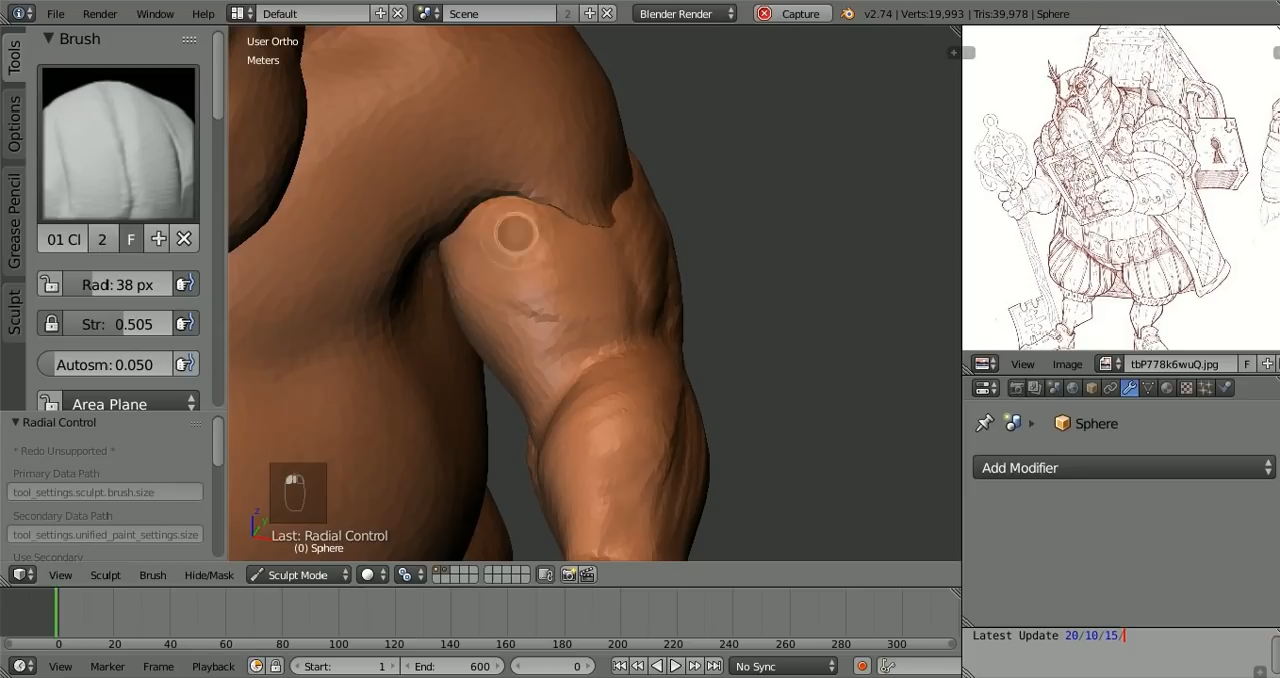 File Render Window Help Default Scene 2 Blender Render Capture v2.74 | Verts:19,993 | Tris:39,978 | Sphere
Tools
Options
Grease Pencil
Sculpt
Brush
01 Cl 2 F
Rad: 38 px
Str: 0.505
Autosm: 0.050
Area Plane
Radial Control
* Redo Unsupported *
Primary Data Path
tool_settings.sculpt.brush.size
Secondary Data Path
tool_settings.unified_paint_settings.size
Use Secondary
User Ortho
Meters
z
y
Last: Radial Control
(0) Sphere
View Sculpt Brush Hide/Mask Sculpt Mode
0 20 40 60 80 100 120 140 160 180 200 220 240 260 280 300
View Marker Frame Playback Start: 1 End: 600 0 No Sync
View Image tbP778k6wuQ.jpg F
Sphere
Add Modifier
Latest Update 20/10/15/